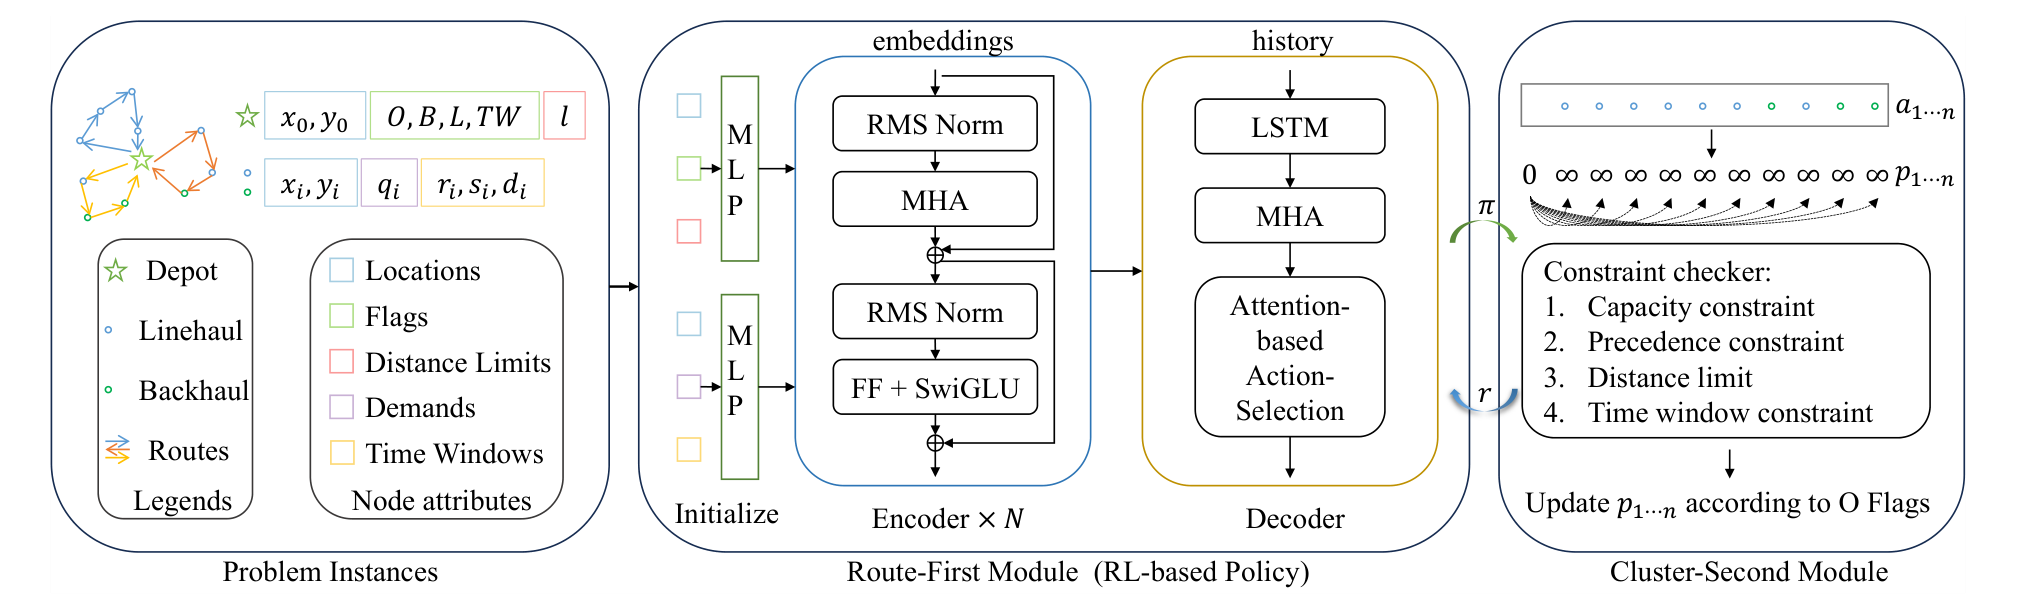 x₀, y₀ O, B, L, TW l
xᵢ, yᵢ qᵢ rᵢ, sᵢ, dᵢ
Depot
Linehaul
Backhaul
Routes
Legends
Locations
Flags
Distance Limits
Demands
Time Windows
Node attributes
Problem Instances
M
L
P
M
L
P
Initialize
embeddings
RMS Norm
MHA
RMS Norm
FF + SwiGLU
Encoder × N
history
LSTM
MHA
Attention-
based
Action-
Selection
Decoder
Route-First Module (RL-based Policy)
π
r
a₁…ₙ
0 ∞ ∞ ∞ ∞ ∞ ∞ ∞ ∞ ∞ ∞ p₁…ₙ
Constraint checker:
1. Capacity constraint
2. Precedence constraint
3. Distance limit
4. Time window constraint
Update p₁…ₙ according to O Flags
Cluster-Second Module